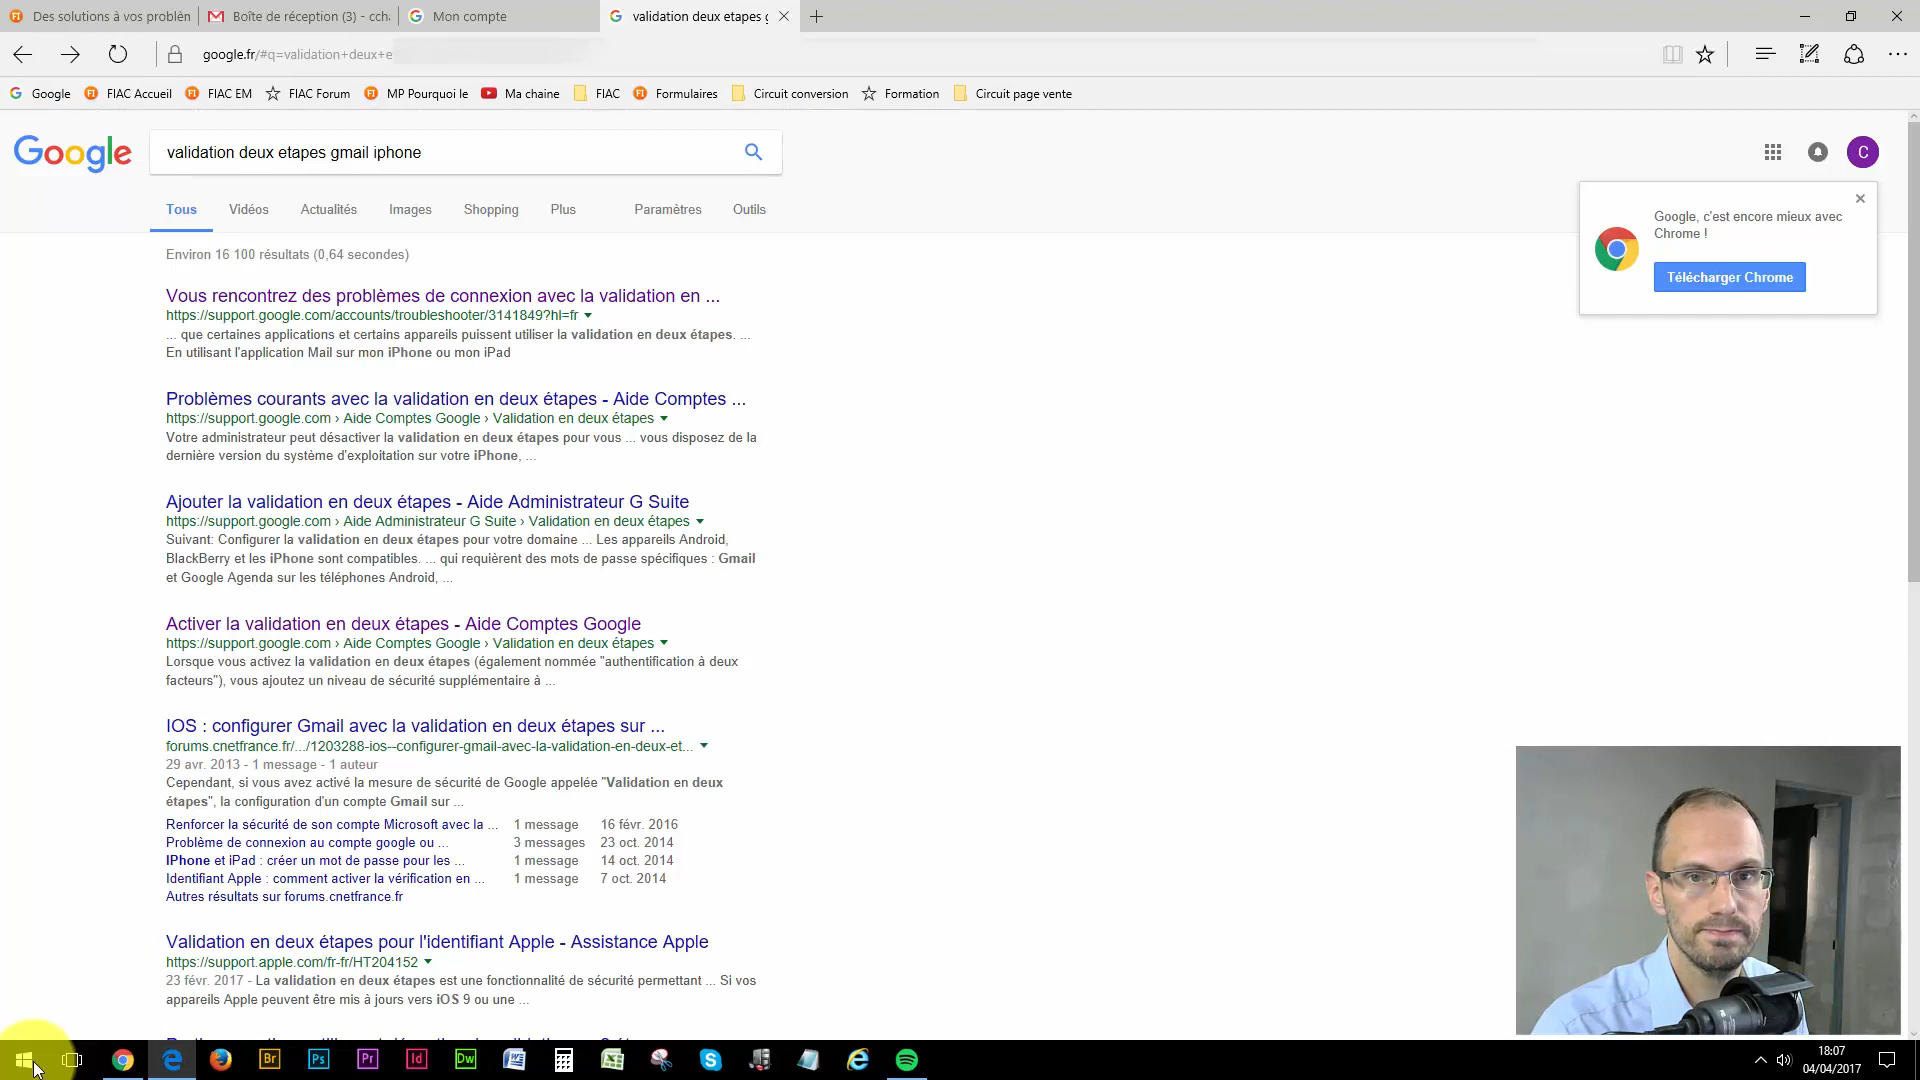 Des solutions à vos problèn
Boîte de réception (3) - cch
Mon compte
validation deux etapes g
google.fr/#q=validation+deux+e
Google
FIAC Accueil
FIAC EM
FIAC Forum
MP Pourquoi le
Ma chaine
FIAC
Formulaires
Circuit conversion
Formation
Circuit page vente
Google
validation deux etapes gmail iphone
C
Tous
Vidéos
Actualités
Images
Shopping
Plus
Paramètres
Outils
Google, c'est encore mieux avec
Chrome !
Télécharger Chrome
Environ 16 100 résultats (0,64 secondes)
Vous rencontrez des problèmes de connexion avec la validation en ...
https://support.google.com/accounts/troubleshooter/3141849?hl=fr
... que certaines applications et certains appareils puissent utiliser la validation en deux étapes. ...
En utilisant l'application Mail sur mon iPhone ou mon iPad
Problèmes courants avec la validation en deux étapes - Aide Comptes ...
https://support.google.com › Aide Comptes Google › Validation en deux étapes
Votre administrateur peut désactiver la validation en deux étapes pour vous ... vous disposez de la
dernière version du système d'exploitation sur votre iPhone, ...
Ajouter la validation en deux étapes - Aide Administrateur G Suite
https://support.google.com › Aide Administrateur G Suite › Validation en deux étapes
Suivant: Configurer la validation en deux étapes pour votre domaine ... Les appareils Android,
BlackBerry et les iPhone sont compatibles. ... qui requièrent des mots de passe spécifiques : Gmail
et Google Agenda sur les téléphones Android, ...
Activer la validation en deux étapes - Aide Comptes Google
https://support.google.com › Aide Comptes Google › Validation en deux étapes
Lorsque vous activez la validation en deux étapes (également nommée "authentification à deux
facteurs"), vous ajoutez un niveau de sécurité supplémentaire à ...
IOS : configurer Gmail avec la validation en deux étapes sur ...
forums.cnetfrance.fr/.../1203288-ios--configurer-gmail-avec-la-validation-en-deux-et...
29 avr. 2013 - 1 message - 1 auteur
Cependant, si vous avez activé la mesure de sécurité de Google appelée "Validation en deux
étapes", la configuration d'un compte Gmail sur ...
Renforcer la sécurité de son compte Microsoft avec la ... 1 message 16 févr. 2016
Problème de connexion au compte google ou ... 3 messages 23 oct. 2014
IPhone et iPad : créer un mot de passe pour les ... 1 message 14 oct. 2014
Identifiant Apple : comment activer la vérification en ... 1 message 7 oct. 2014
Autres résultats sur forums.cnetfrance.fr
Validation en deux étapes pour l'identifiant Apple - Assistance Apple
https://support.apple.com/fr-fr/HT204152
23 févr. 2017 - La validation en deux étapes est une fonctionnalité de sécurité permettant ... Si vos
appareils Apple peuvent être mis à jours vers iOS 9 ou une ...
Br
Ps
Pr
Id
Dw
18:07
04/04/2017